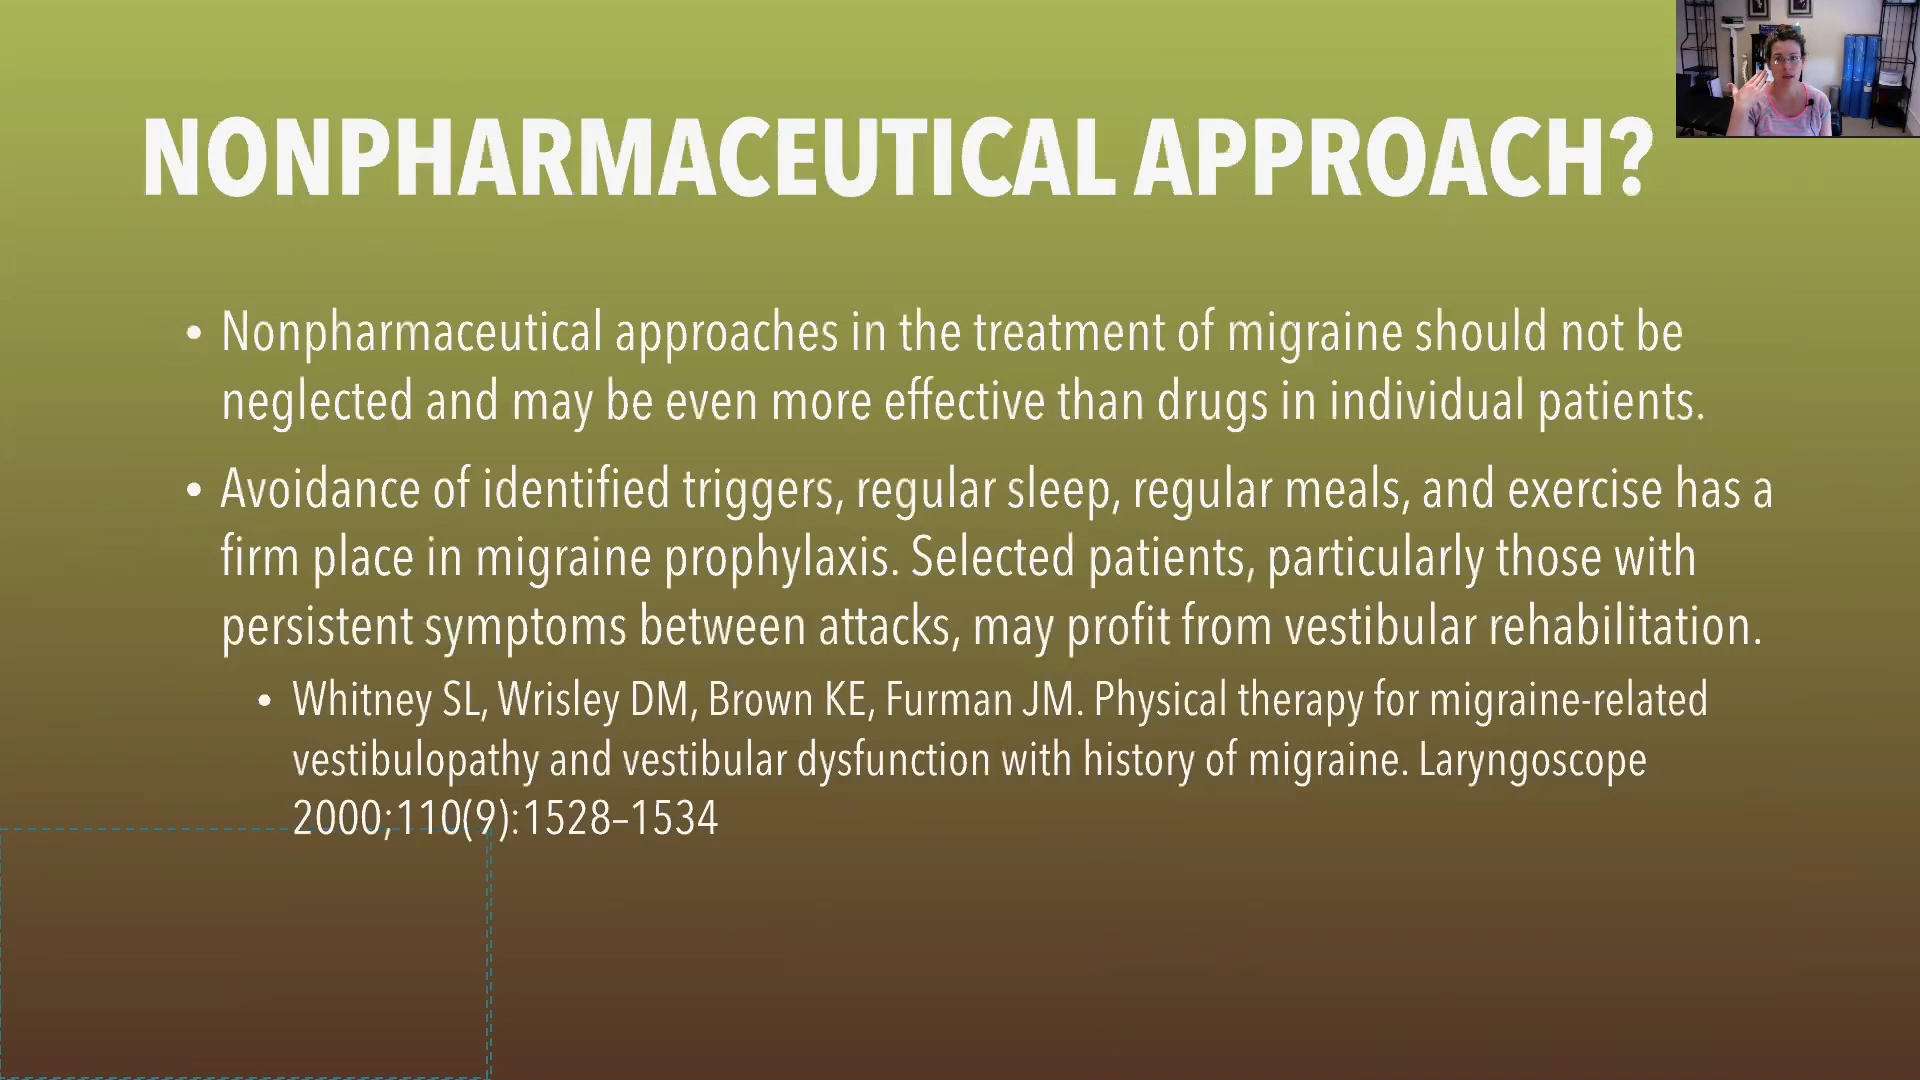 NONPHARMACEUTICAL APPROACH?
• Nonpharmaceutical approaches in the treatment of migraine should not be
neglected and may be even more effective than drugs in individual patients.
• Avoidance of identified triggers, regular sleep, regular meals, and exercise has a
firm place in migraine prophylaxis. Selected patients, particularly those with
persistent symptoms between attacks, may profit from vestibular rehabilitation.
• Whitney SL, Wrisley DM, Brown KE, Furman JM. Physical therapy for migraine-related
vestibulopathy and vestibular dysfunction with history of migraine. Laryngoscope
2000;110(9):1528–1534